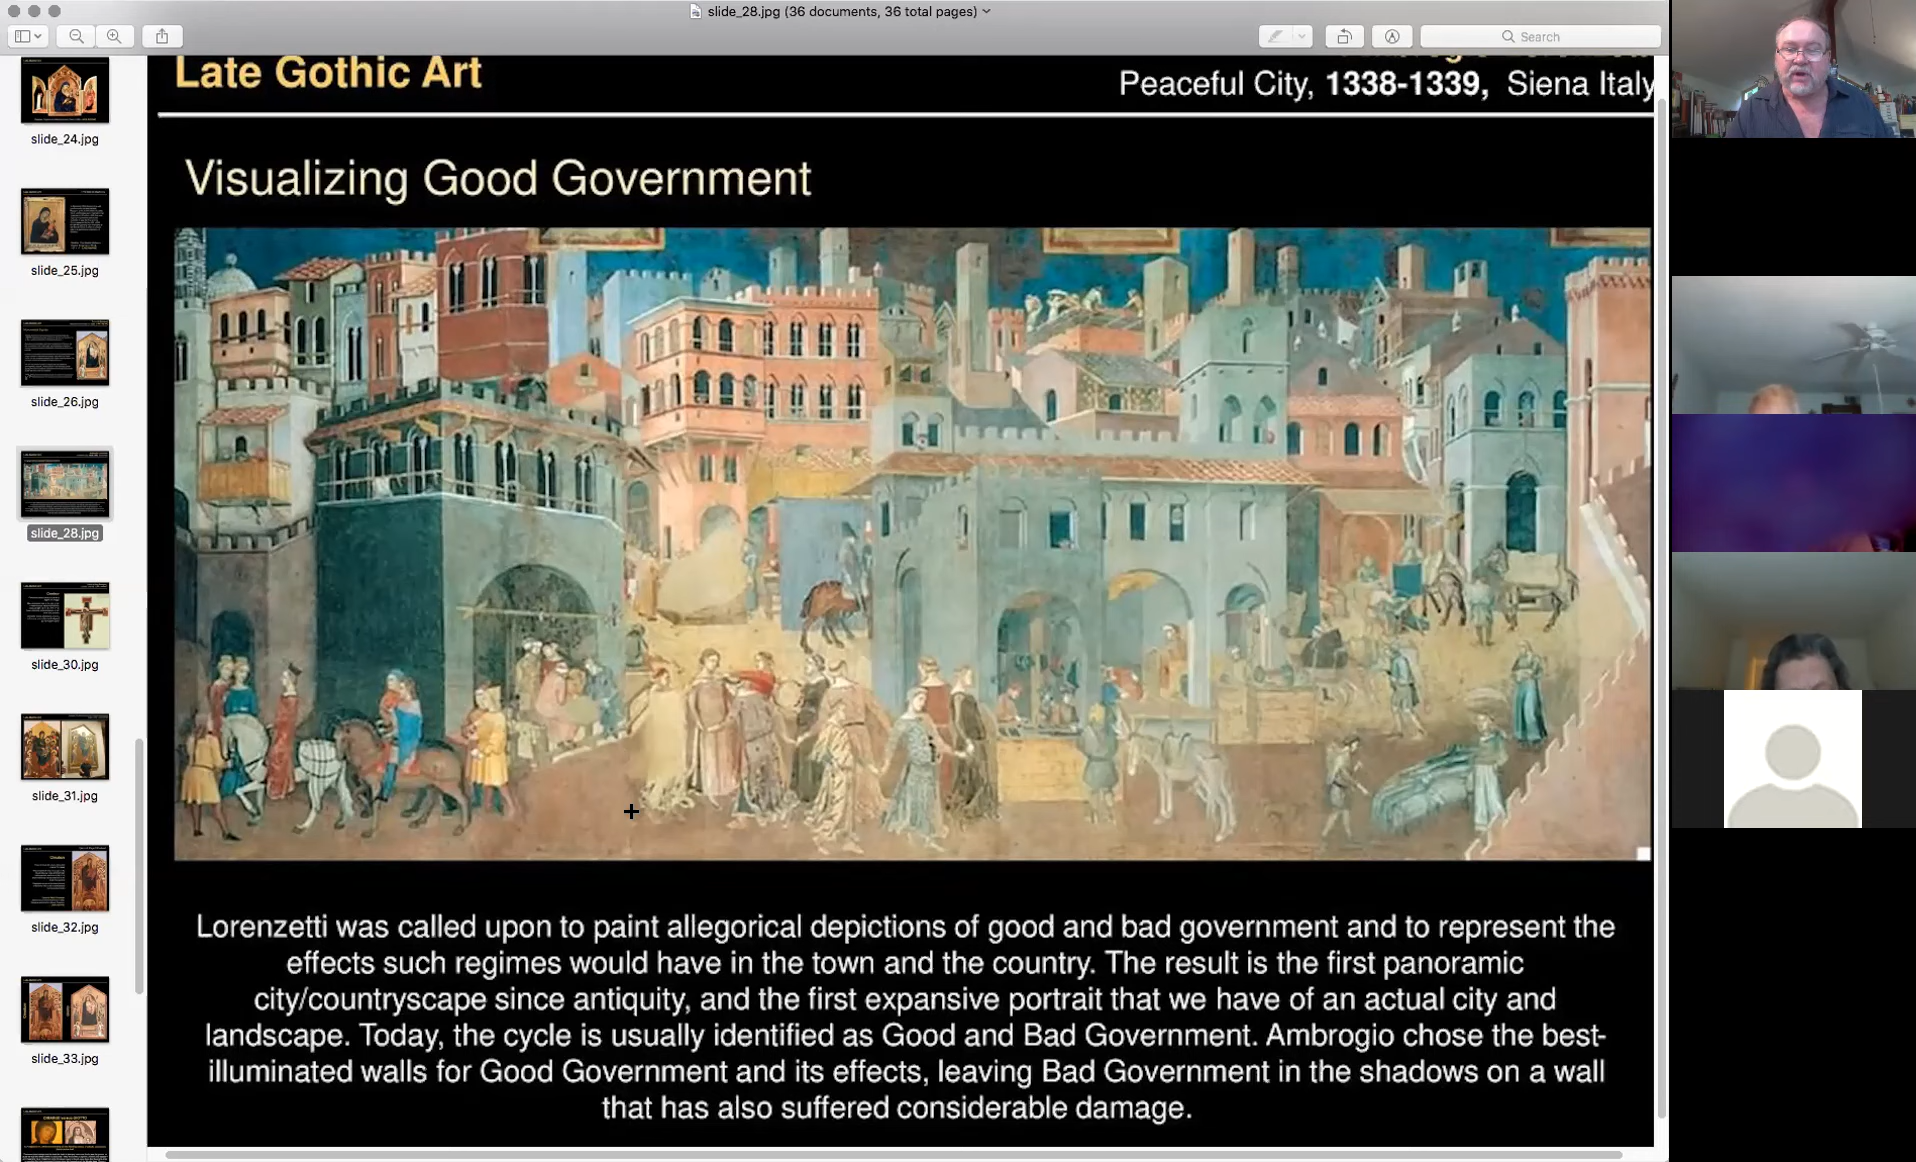 slide_28.jpg (36 documents, 36 total pages)
Search
slide_24.jpg
slide_25.jpg
slide_26.jpg
slide_28.jpg
slide_30.jpg
slide_31.jpg
slide_32.jpg
slide_33.jpg
Late Gothic Art
Peaceful City, 1338-1339, Siena Italy
Visualizing Good Government
Lorenzetti was called upon to paint allegorical depictions of good and bad government and to represent the
effects such regimes would have in the town and the country. The result is the first panoramic
city/countryscape since antiquity, and the first expansive portrait that we have of an actual city and
landscape. Today, the cycle is usually identified as Good and Bad Government. Ambrogio chose the best-
illuminated walls for Good Government and its effects, leaving Bad Government in the shadows on a wall
that has also suffered considerable damage.